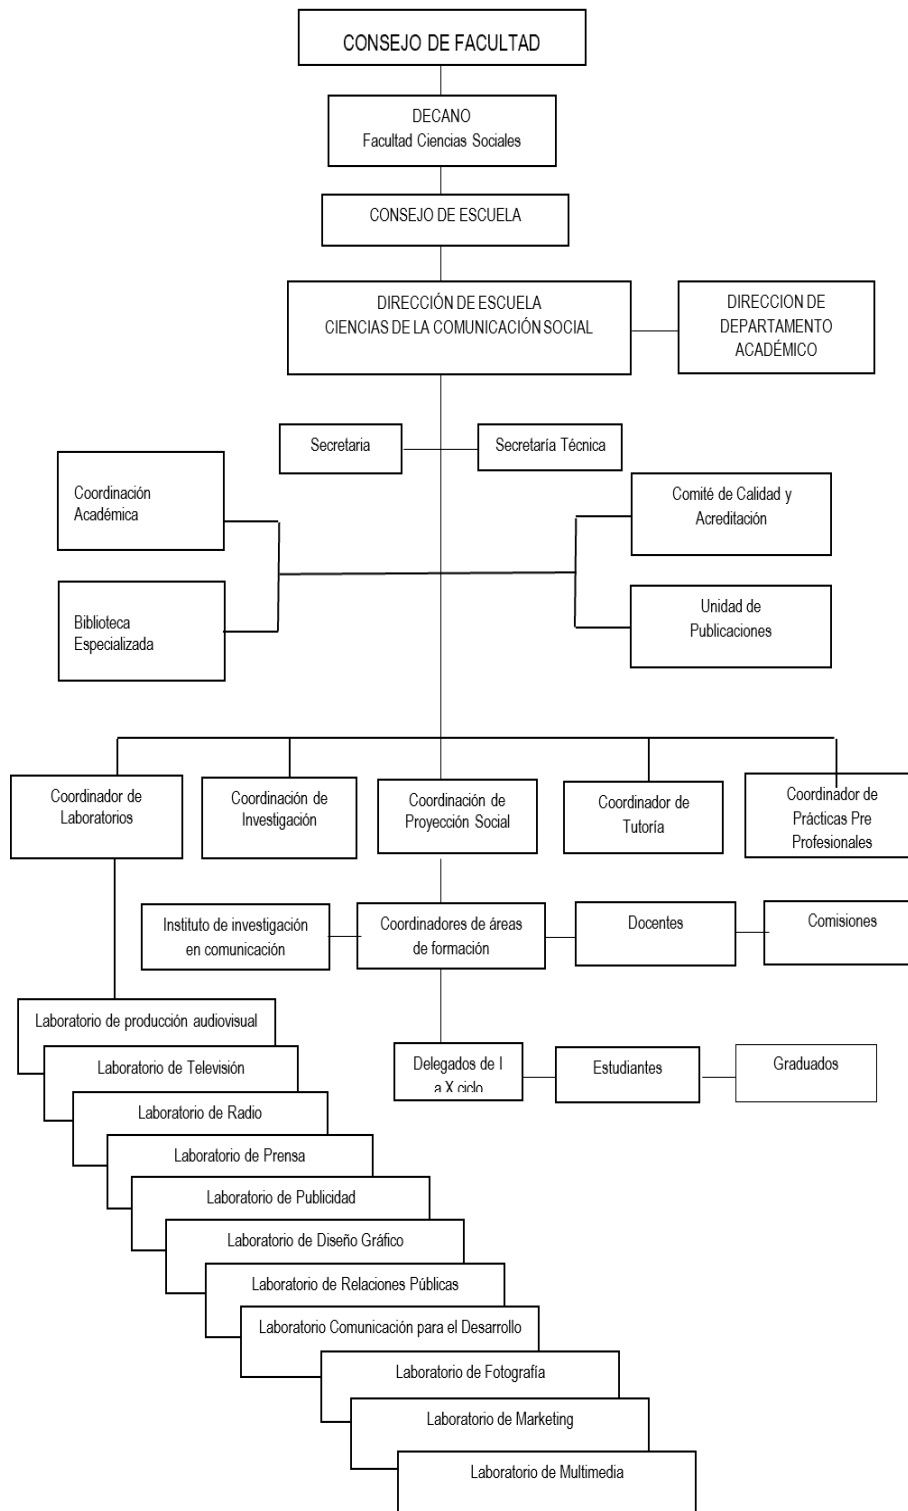 CONSEJO DE FACULTAD
DECANO
Facultad Ciencias Sociales
CONSEJO DE ESCUELA
DIRECCIÓN DE ESCUELA
CIENCIAS DE LA COMUNICACIÓN SOCIAL
DIRECCION DE
DEPARTAMENTO
ACADÉMICO
Secretaria
Secretaría Técnica
Coordinación
Académica
Comité de Calidad y
Acreditación
Biblioteca
Especializada
Unidad de
Publicaciones
Coordinador de
Laboratorios
Coordinación de
Investigación
Coordinación de
Proyección Social
Coordinador de
Tutoría
Coordinador de
Prácticas Pre
Profesionales
Instituto de investigación
en comunicación
Coordinadores de áreas
de formación
Docentes
Comisiones
Laboratorio de producción audiovisual
Delegados de I
a X ciclo
Estudiantes
Graduados
Laboratorio de Televisión
Laboratorio de Radio
Laboratorio de Prensa
Laboratorio de Publicidad
Laboratorio de Diseño Gráfico
Laboratorio de Relaciones Públicas
Laboratorio Comunicación para el Desarrollo
Laboratorio de Fotografía
Laboratorio de Marketing
Laboratorio de Multimedia